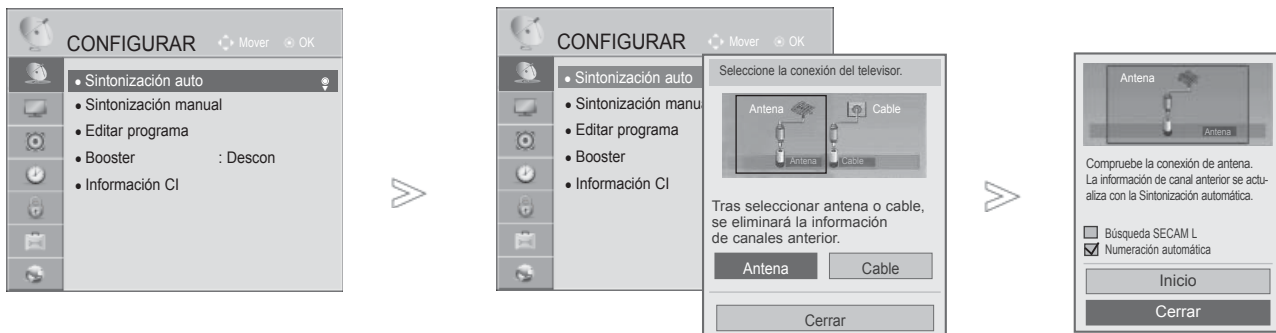 CONFIGURAR Mover OK
• Sintonización auto
• Sintonización manual
• Editar programa
• Booster : Descon
• Información CI
CONFIGURAR Mover OK
• Sintonización auto
• Sintonización manu
• Editar programa
• Booster
• Información CI
Seleccione la conexión del televisor.
Antena Cable
Antena Cable
Tras seleccionar antena o cable,
se eliminará la información
de canales anterior.
Antena Cable
Cerrar
Antena
Antena
Compruebe la conexión de antena.
La información de canal anterior se actu-
aliza con la Sintonización automática.
Búsqueda SECAM L
Numeración automática
Inicio
Cerrar